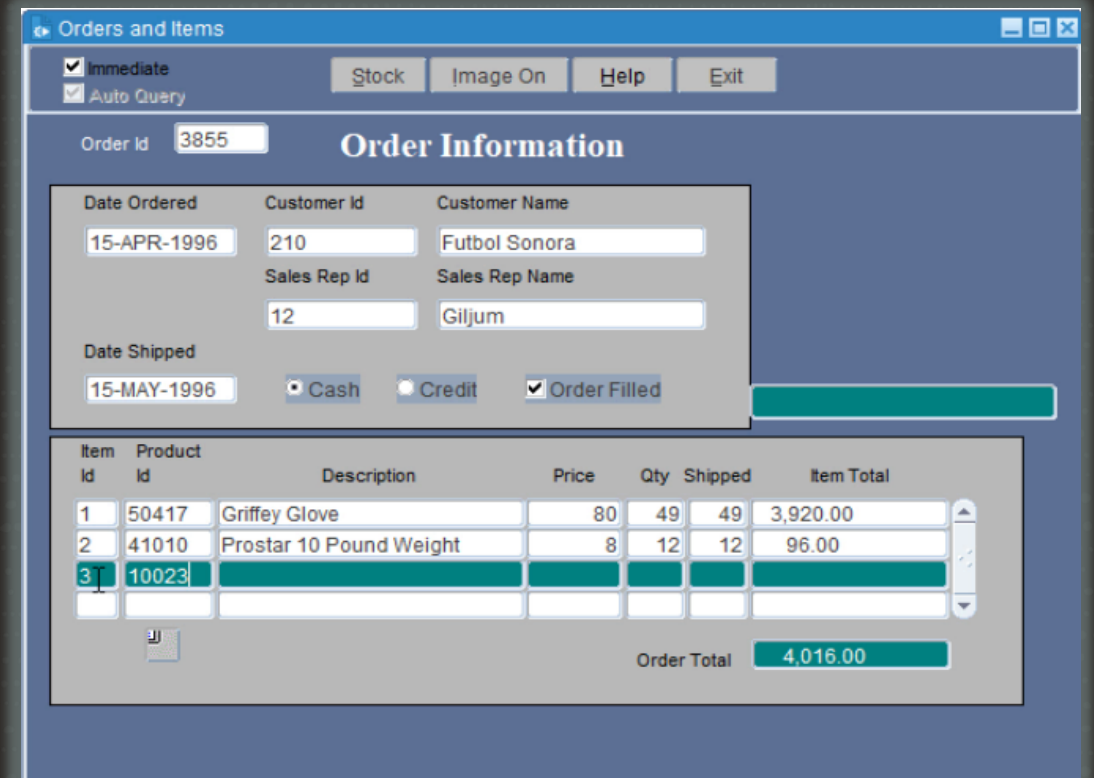 Orders and Items
Immediate
Auto Query
Stock Image On Help Exit
Order Id 3855 Order Information
Date Ordered Customer Id Customer Name
15-APR-1996 210 Futbol Sonora
Sales Rep Id Sales Rep Name
12 Giljum
Date Shipped
15-MAY-1996 Cash Credit Order Filled
Item Product
Id Id Description Price Qty Shipped Item Total
1 50417 Griffey Glove 80 49 49 3,920.00
2 41010 Prostar 10 Pound Weight 8 12 12 96.00
3 10023
Order Total 4,016.00